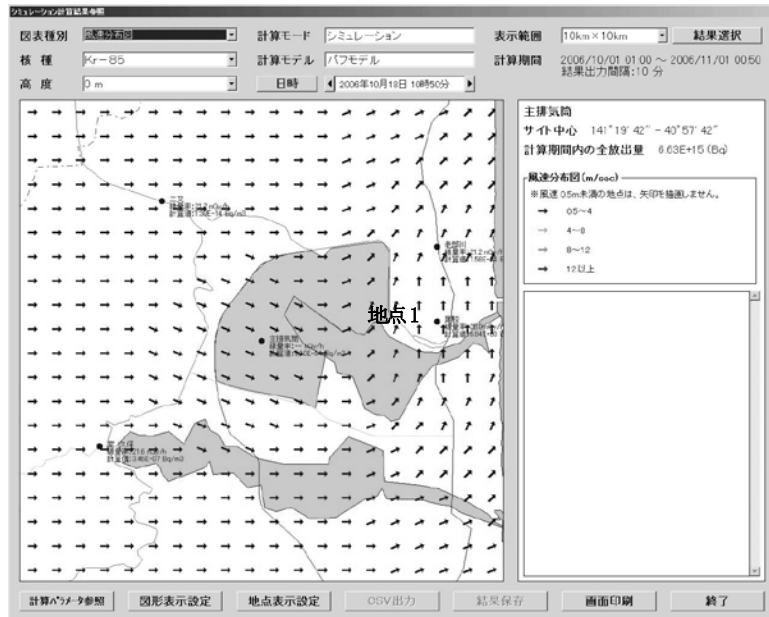 シミュレーション計算結果参照
図表種別 風速分布図 計算モード シミュレーション 表示範囲 10km×10km 結果選択
核種 Kr-85 計算モデル パフモデル 計算期間 2006/10/01 01:00 ~ 2006/11/01 00:50
結果出力間隔:10 分
高度 0 m 日時 2006年10月18日 10時50分
主排気筒
サイト中心 141°19' 42" - 40°57' 42"
計算期間内の全放出量 6.63E+15 (Bq)
風速分布図(m/sec)
※風速 0.5m未満の地点は、矢印を描画しません。
0.5~4
4~8
8~12
12以上
二又
老部川
地点1
主排気筒
計算パラメータ参照 図形表示設定 地点表示設定 CSV出力 結果保存 画面印刷 終了